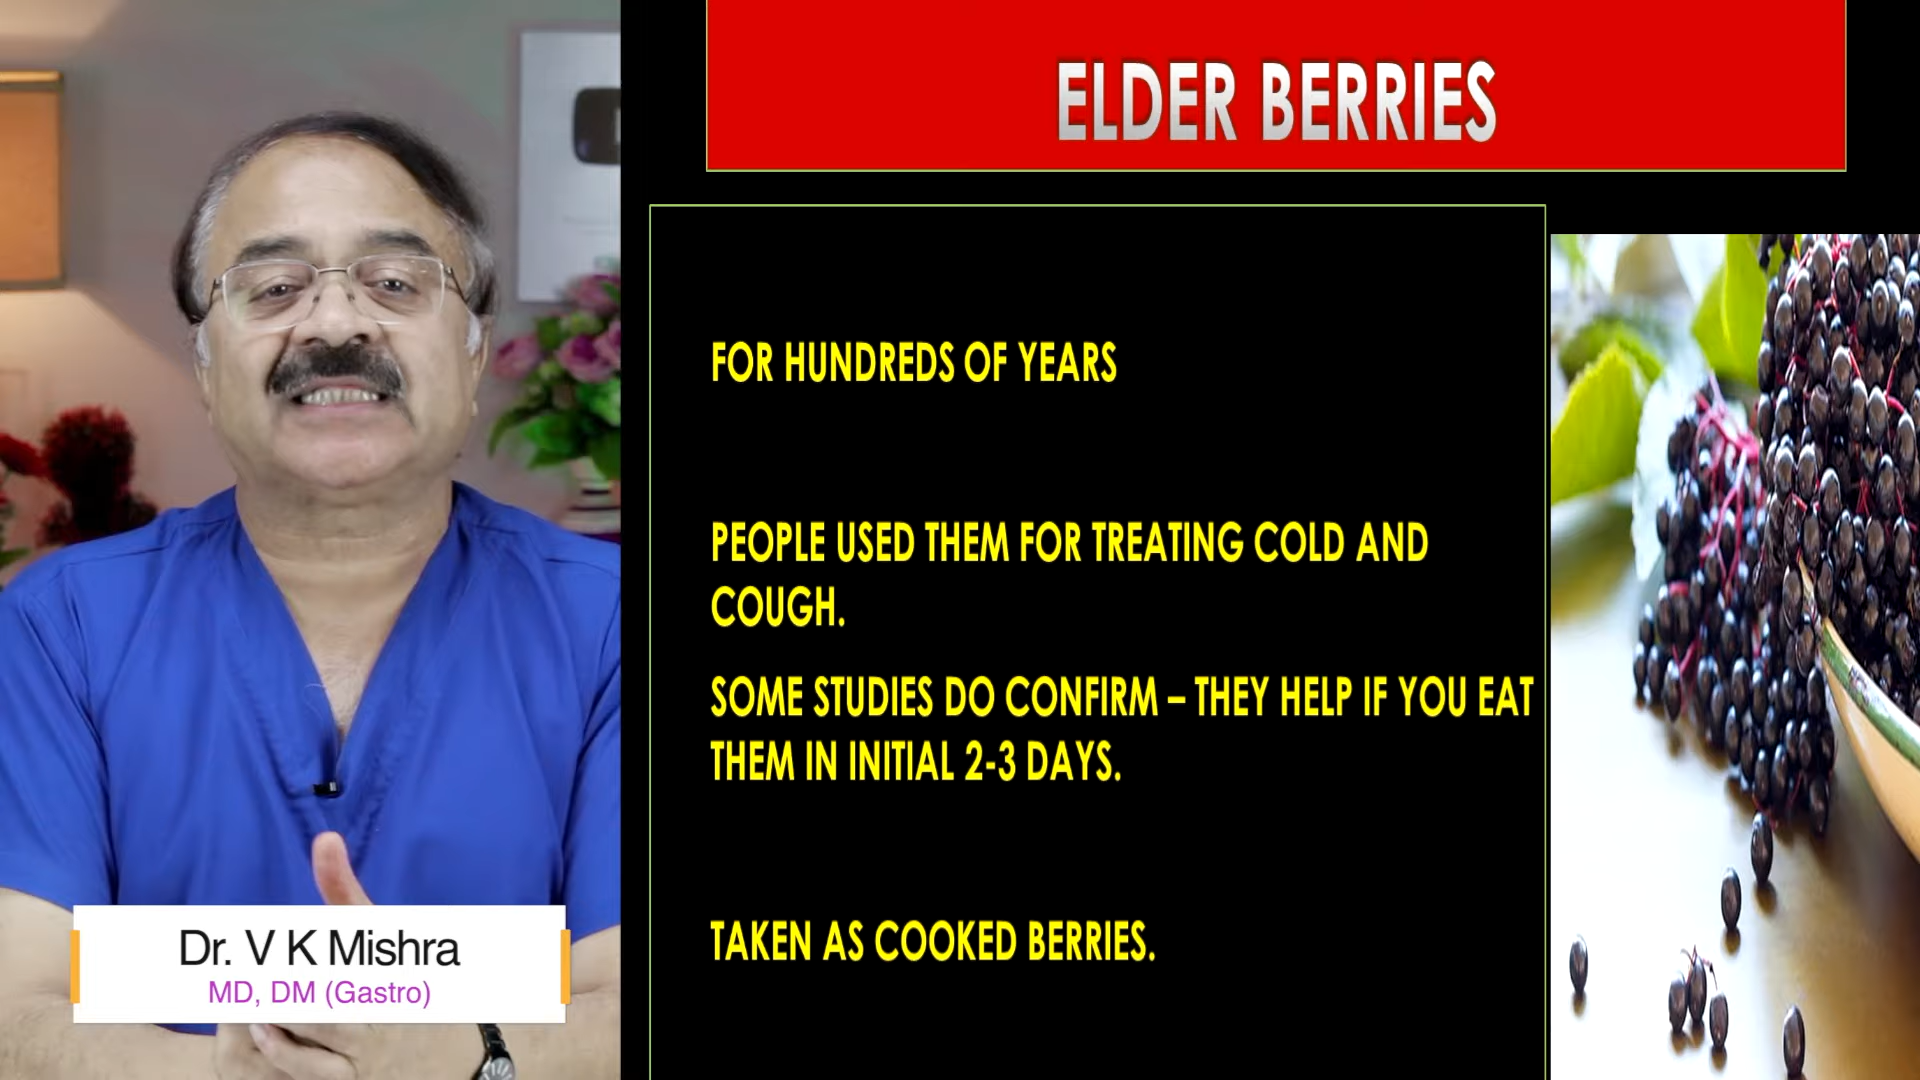 ELDER BERRIES
FOR HUNDREDS OF YEARS
PEOPLE USED THEM FOR TREATING COLD AND
COUGH.
SOME STUDIES DO CONFIRM – THEY HELP IF YOU EAT
THEM IN INITIAL 2-3 DAYS.
TAKEN AS COOKED BERRIES.
Dr. V K Mishra
MD, DM (Gastro)